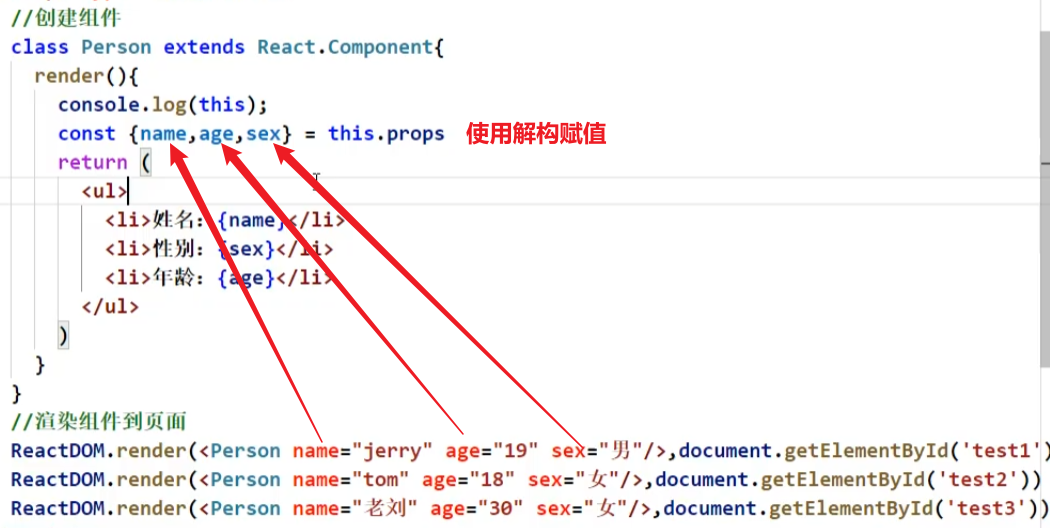 //创建组件
class Person extends React.Component{
render(){
console.log(this);
const {name,age,sex} = this.props 使用解构赋值
return (
<ul>
<li>姓名：{name}</li>
<li>性别：{sex}</li>
<li>年龄：{age}</li>
</ul>
)
}
}
//渲染组件到页面
ReactDOM.render(<Person name="jerry" age="19" sex="男"/>,document.getElementById('test1')
ReactDOM.render(<Person name="tom" age="18" sex="女"/>,document.getElementById('test2'))
ReactDOM.render(<Person name="老刘" age="30" sex="女"/>,document.getElementById('test3'))